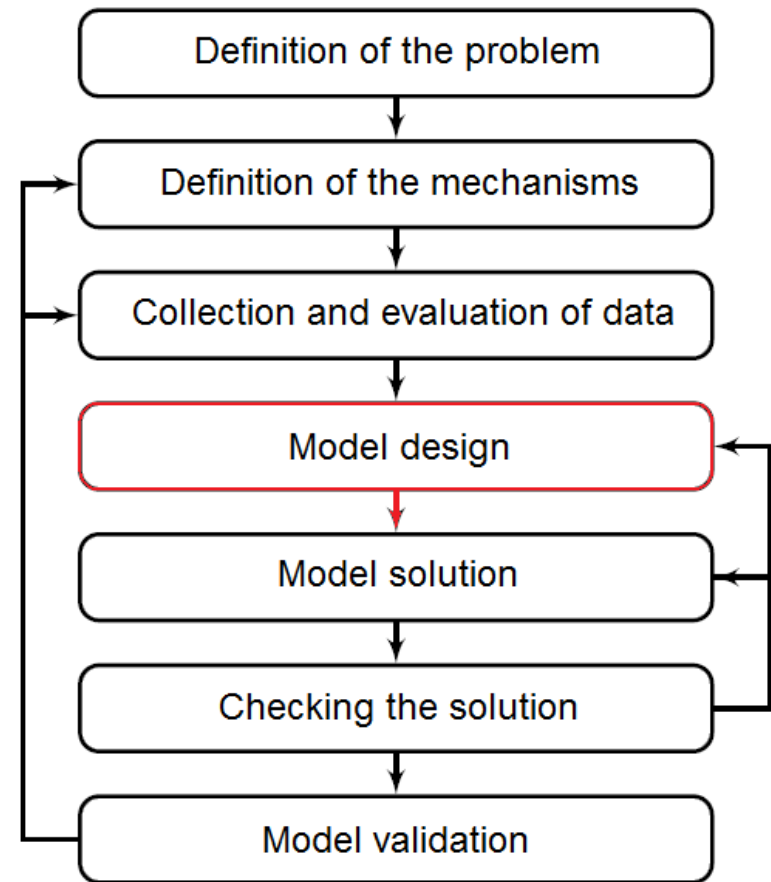 Definition of the problem
Definition of the mechanisms
Collection and evaluation of data
Model design
Model solution
Checking the solution
Model validation